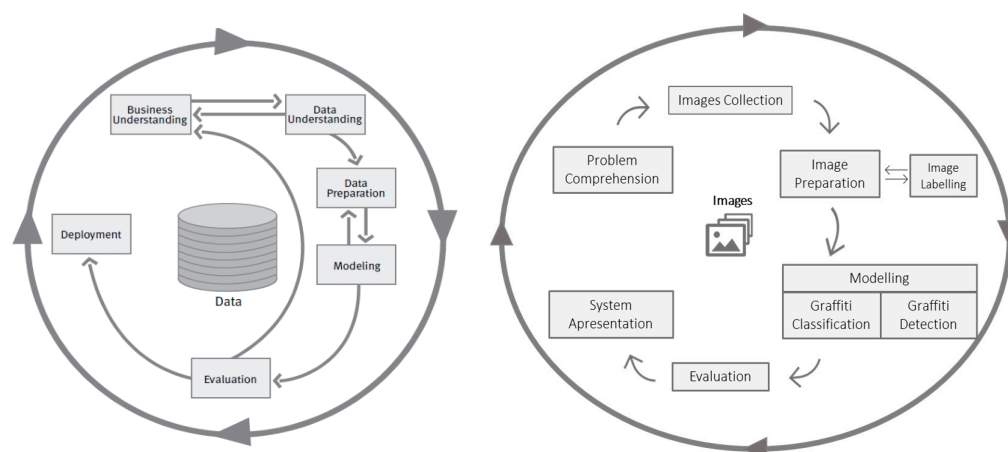 Business
Understanding
Data
Understanding
Data
Preparation
Modeling
Deployment
Data
Evaluation
Images Collection
Problem
Comprehension
Image
Preparation
Image
Labelling
Images
Modelling
Graffiti
Classification
Graffiti
Detection
System
Apresentation
Evaluation